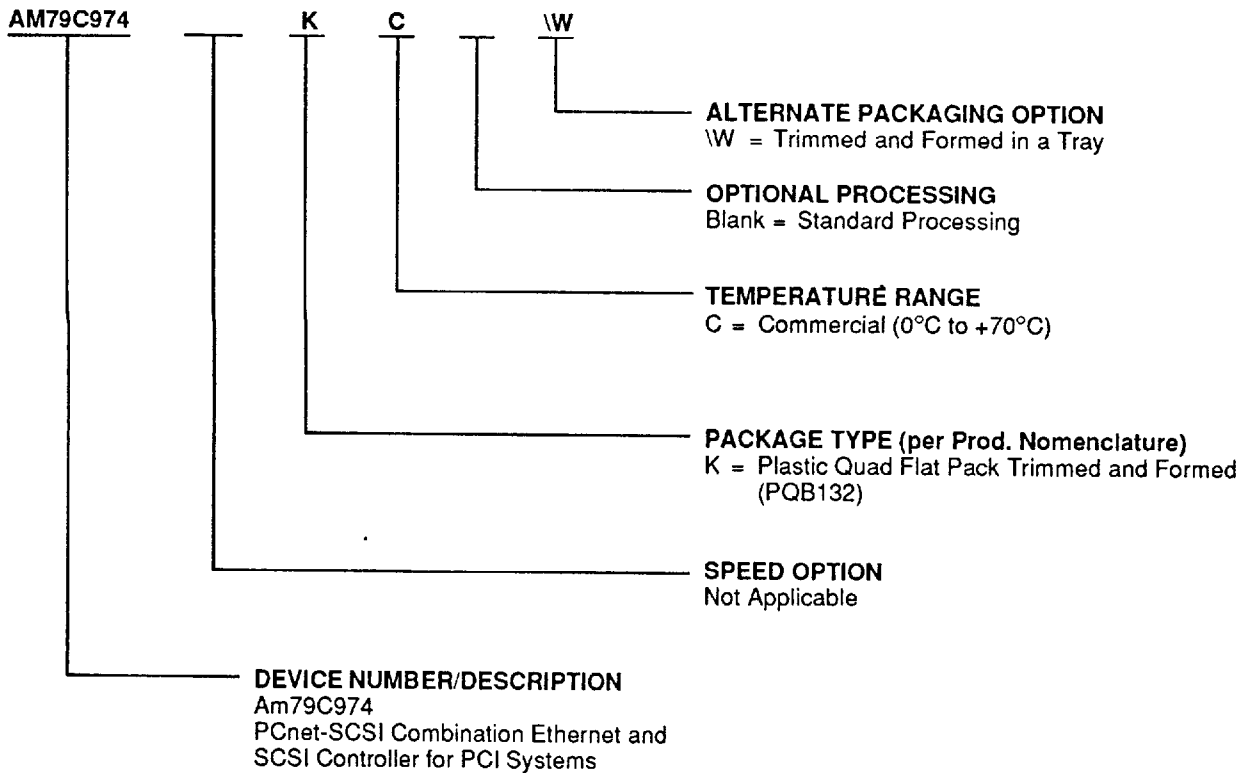 AM79C974 K C \W
ALTERNATE PACKAGING OPTION
\W = Trimmed and Formed in a Tray
OPTIONAL PROCESSING
Blank = Standard Processing
TEMPERATURE RANGE
C = Commercial (0°C to +70°C)
PACKAGE TYPE (per Prod. Nomenclature)
K = Plastic Quad Flat Pack Trimmed and Formed
(PQB132)
SPEED OPTION
Not Applicable
DEVICE NUMBER/DESCRIPTION
Am79C974
PCnet-SCSI Combination Ethernet and
SCSI Controller for PCI Systems